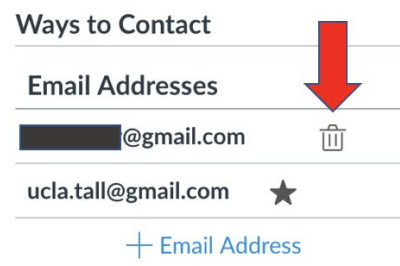 Ways to Contact
Email Addresses
@gmail.com
ucla.tall@gmail.com
+ Email Address